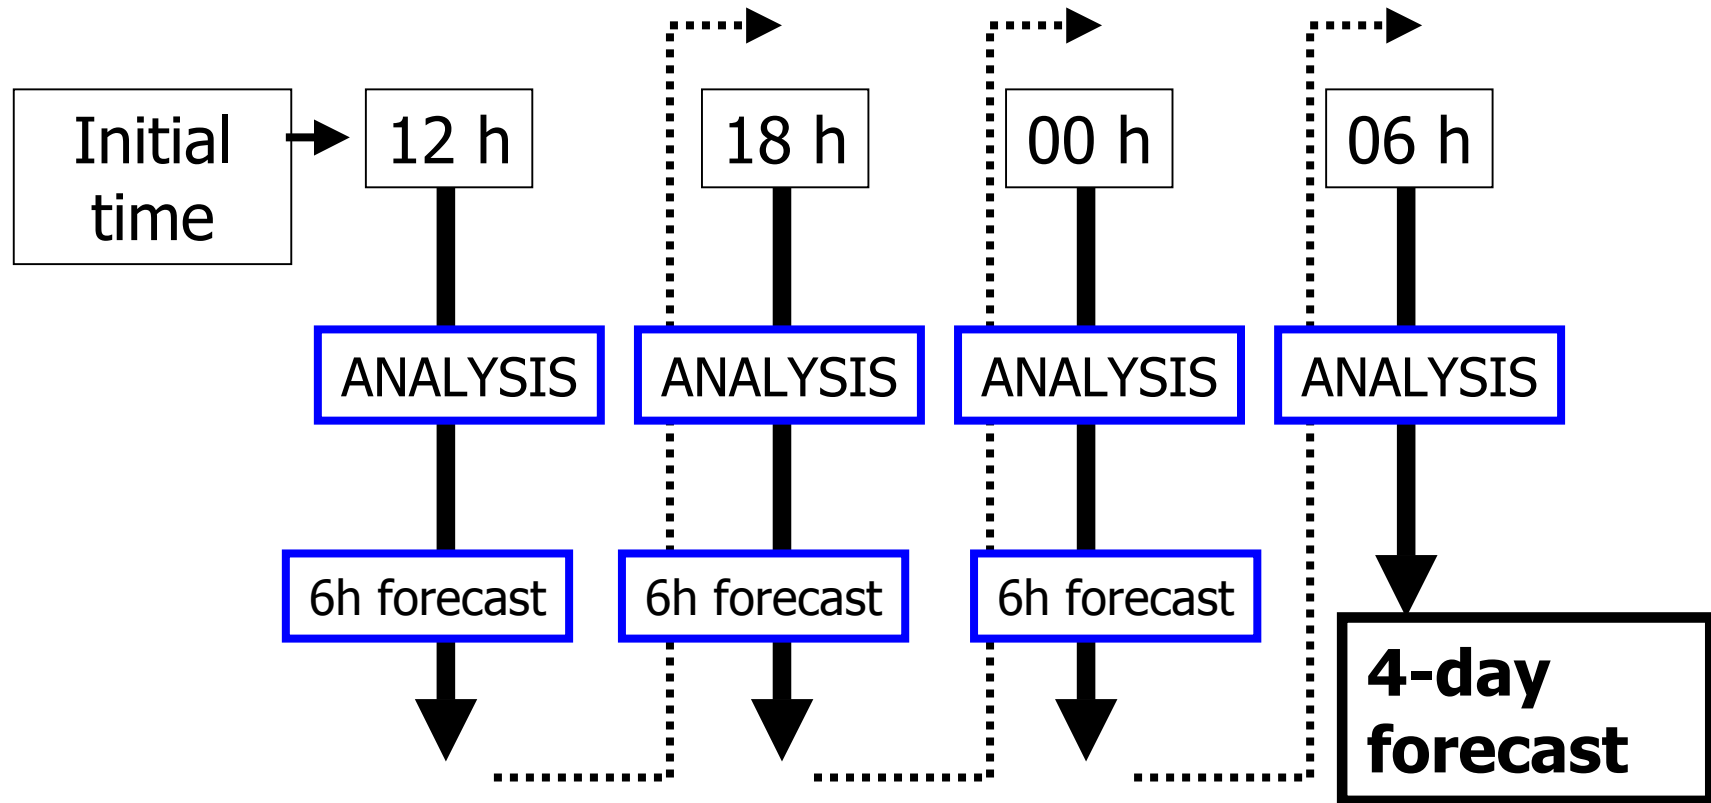 Initial
time
12 h
18 h
00 h
06 h
ANALYSIS
ANALYSIS
ANALYSIS
ANALYSIS
6h forecast
6h forecast
6h forecast
4-day
forecast